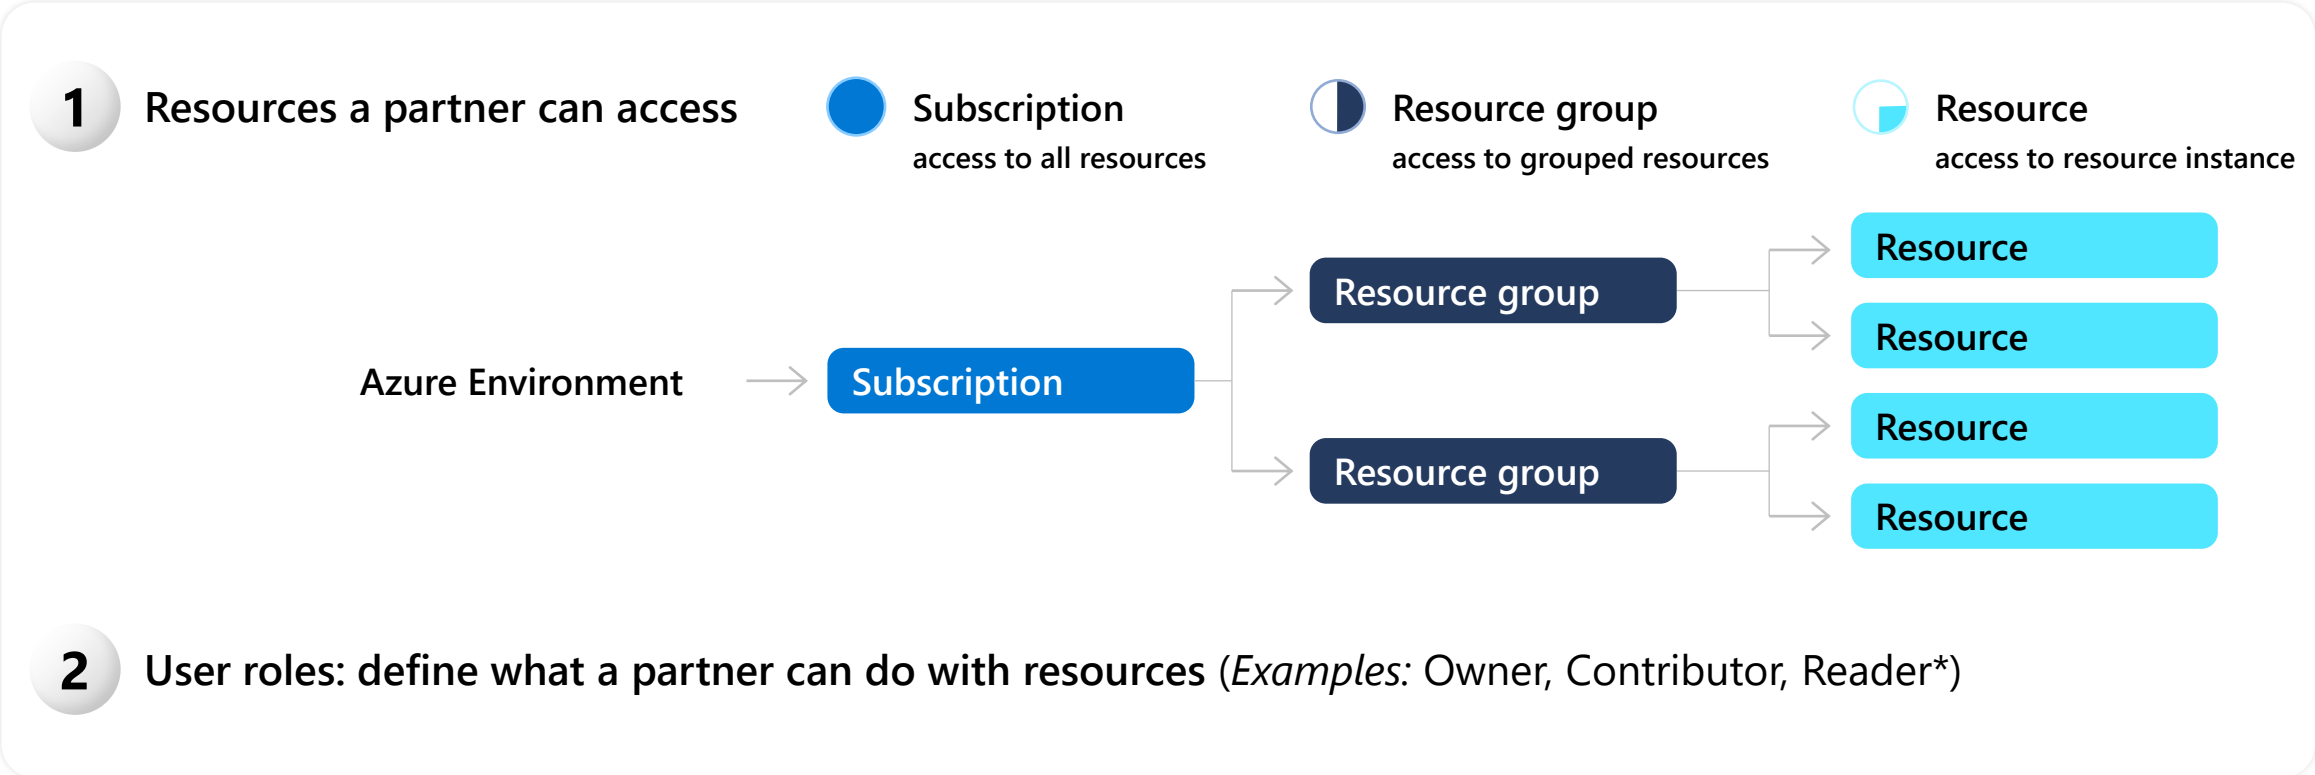 1 Resources a partner can access
Subscription
access to all resources
Resource group
access to grouped resources
Resource
access to resource instance
Azure Environment
Subscription
Resource group
Resource group
Resource
Resource
Resource
Resource
2 User roles: define what a partner can do with resources (Examples: Owner, Contributor, Reader*)